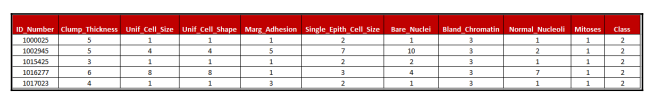 ID_Number Clump_Thickness Unif_Cell_Size Unif_Cell_Shape Marg_Adhesion Single_Epith_Cell_Size Bare_Nuclei Bland_Chromatin Normal_Nucleoli Mitoses Class
1000025 5 1 1 1 2 1 3 1 1 2
1002945 5 4 4 5 7 10 3 2 1 2
1015425 3 1 1 1 2 2 3 1 1 2
1016277 6 8 8 1 3 4 3 7 1 2
1017023 4 1 1 3 2 1 3 1 1 2